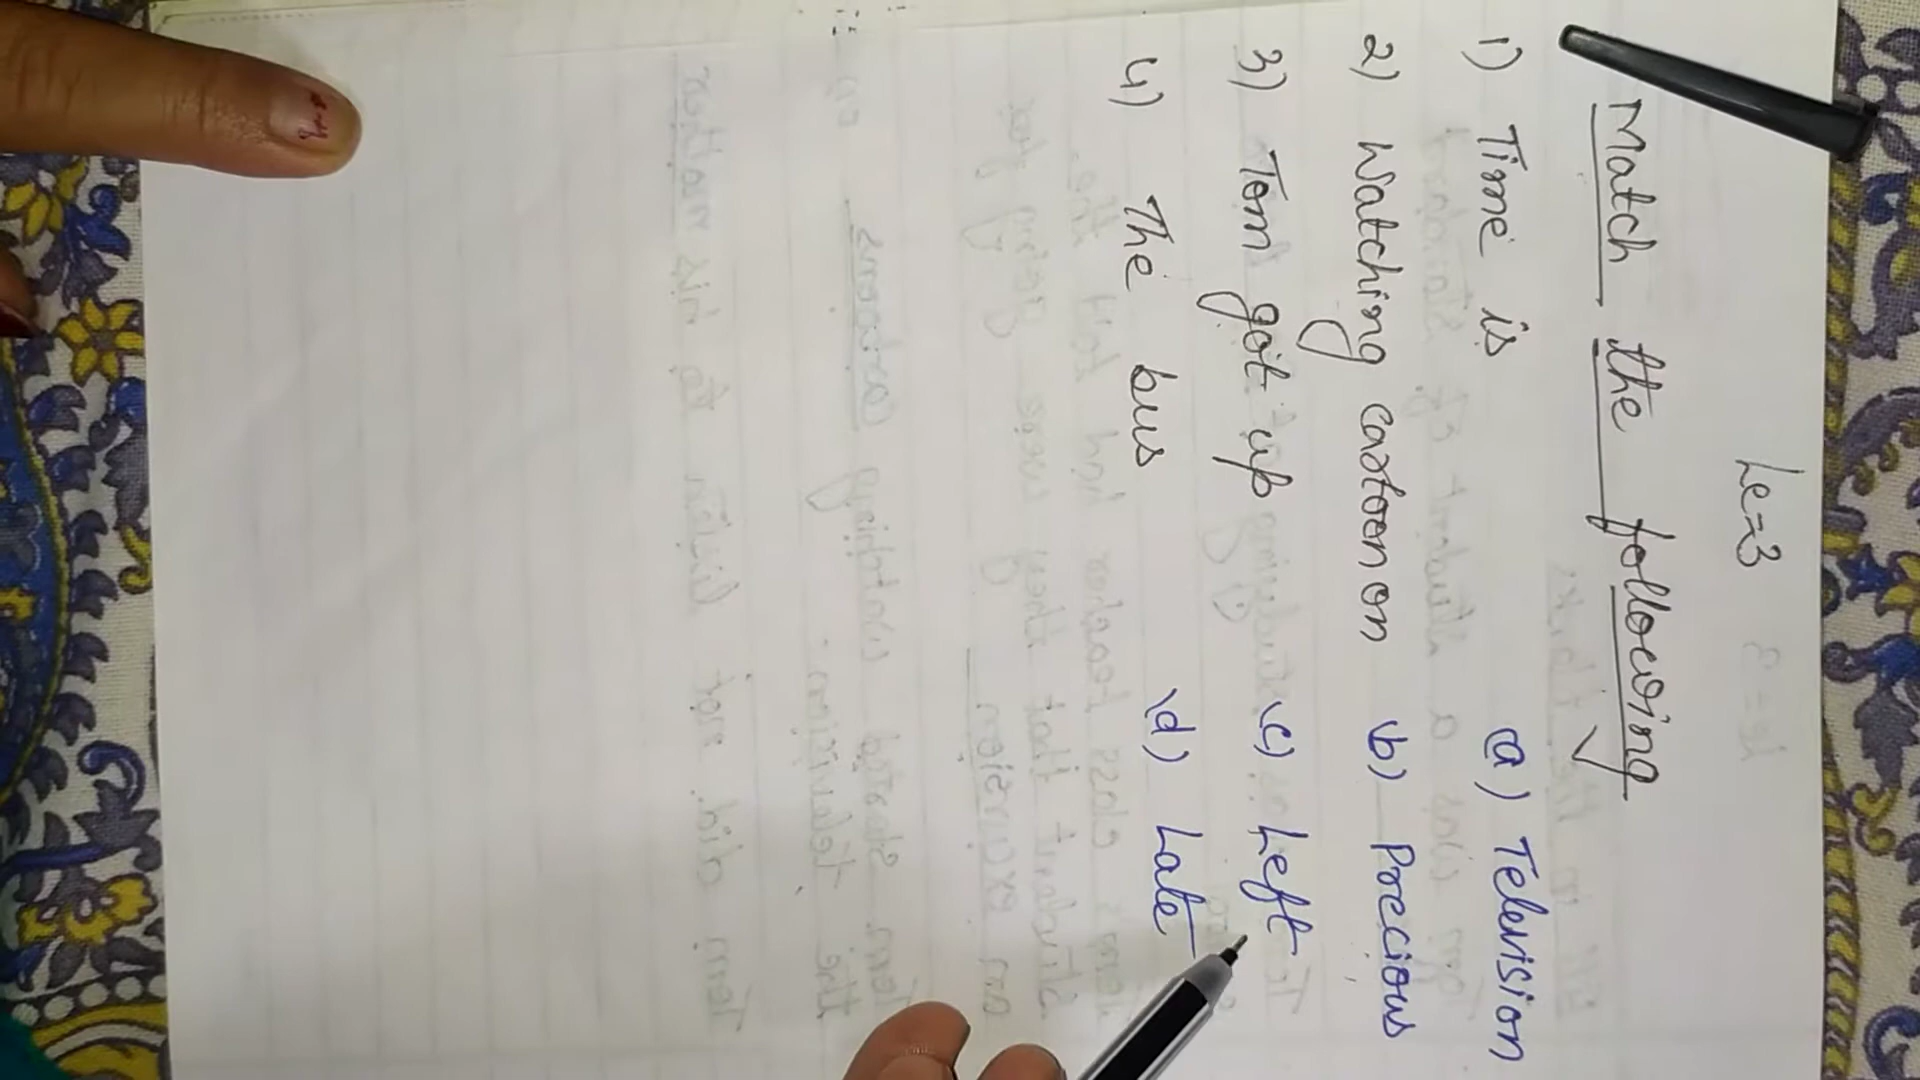 Le-3
Match the following
1) Time is a) Television
2) Watching cartoon on b) Precious
3) Tom got up c) Left
4) The bus d) Late